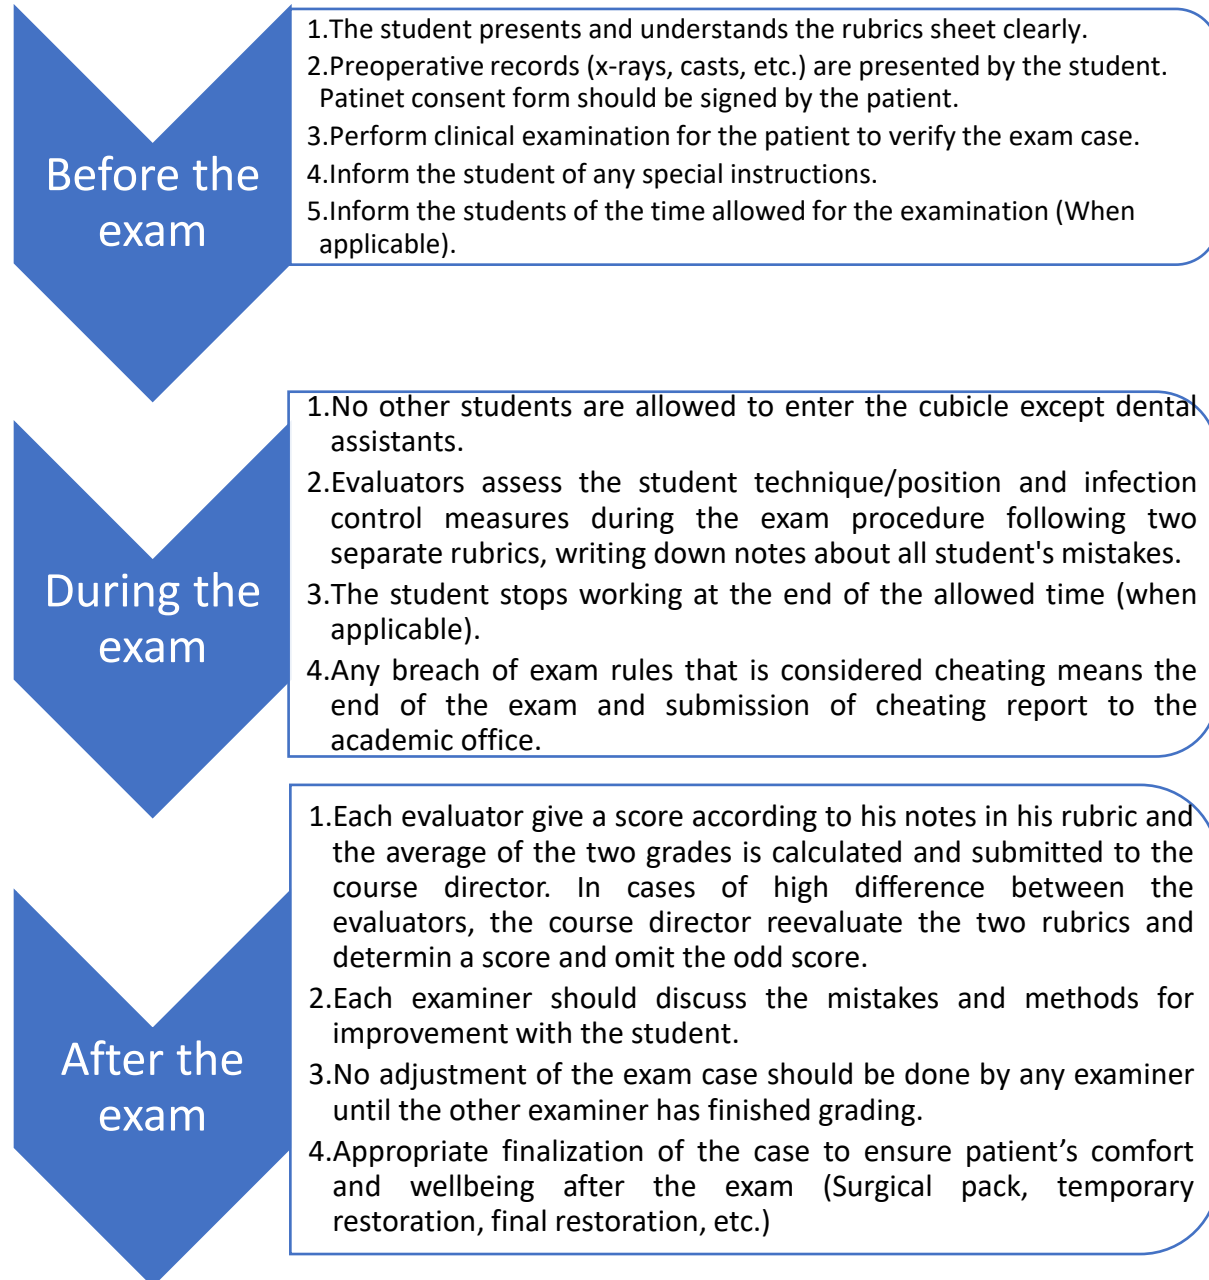 Before the
exam
1.The student presents and understands the rubrics sheet clearly.
2.Preoperative records (x-rays, casts, etc.) are presented by the student.
Patinet consent form should be signed by the patient.
3.Perform clinical examination for the patient to verify the exam case.
4.Inform the student of any special instructions.
5.Inform the students of the time allowed for the examination (When
applicable).
During the
exam
1.No other students are allowed to enter the cubicle except dental
assistants.
2.Evaluators assess the student technique/position and infection
control measures during the exam procedure following two
separate rubrics, writing down notes about all student's mistakes.
3.The student stops working at the end of the allowed time (when
applicable).
4.Any breach of exam rules that is considered cheating means the
end of the exam and submission of cheating report to the
academic office.
After the
exam
1.Each evaluator give a score according to his notes in his rubric and
the average of the two grades is calculated and submitted to the
course director. In cases of high difference between the
evaluators, the course director reevaluate the two rubrics and
determin a score and omit the odd score.
2.Each examiner should discuss the mistakes and methods for
improvement with the student.
3.No adjustment of the exam case should be done by any examiner
until the other examiner has finished grading.
4.Appropriate finalization of the case to ensure patient’s comfort
and wellbeing after the exam (Surgical pack, temporary
restoration, final restoration, etc.)